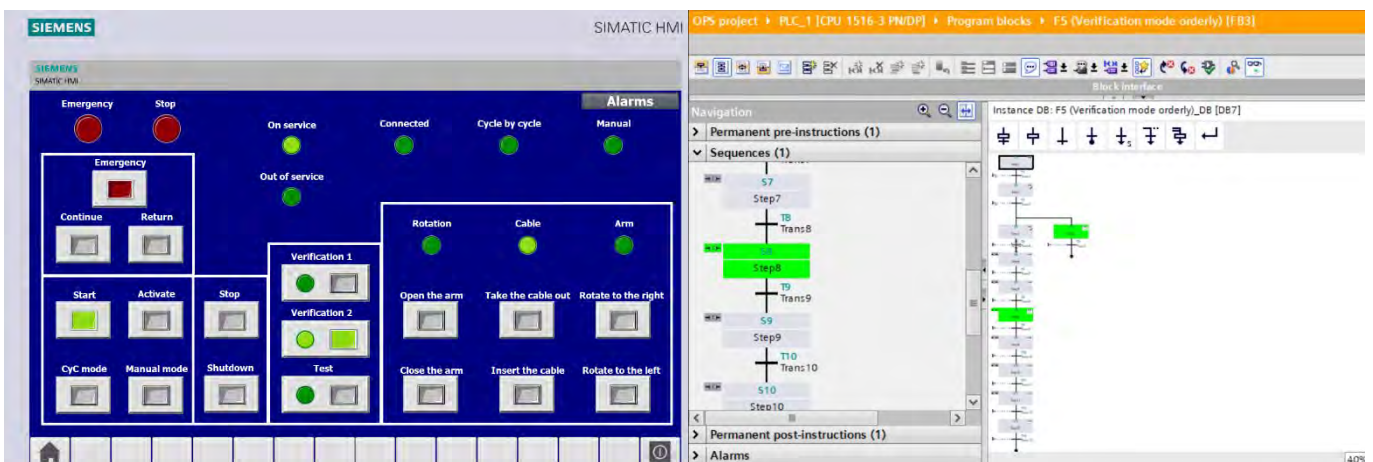 SIEMENS
SIMATIC HMI
SIEMENS
SIMATIC HMI
Alarms
Emergency
Stop
On service
Connected
Cycle by cycle
Manual
Emergency
Out of service
Continue
Return
Rotation
Cable
Arm
Verification 1
Start
Activate
Stop
Open the arm
Take the cable out
Rotate to the right
Verification 2
CyC mode
Manual mode
Shutdown
Test
Close the arm
Insert the cable
Rotate to the left
OPS project PLC_1 [CPU 1516-3 PN/DP] Program blocks F5 (Verification mode orderly) [FB3]
Block interface
Navigation
Instance DB: F5 (Verification mode orderly)_DB [DB7]
Permanent pre-instructions (1)
Sequences (1)
S7
Step7
T8
Trans8
S8
Step8
T9
Trans9
S9
Step9
T10
Trans10
S10
Step10
Permanent post-instructions (1)
Alarms
40%